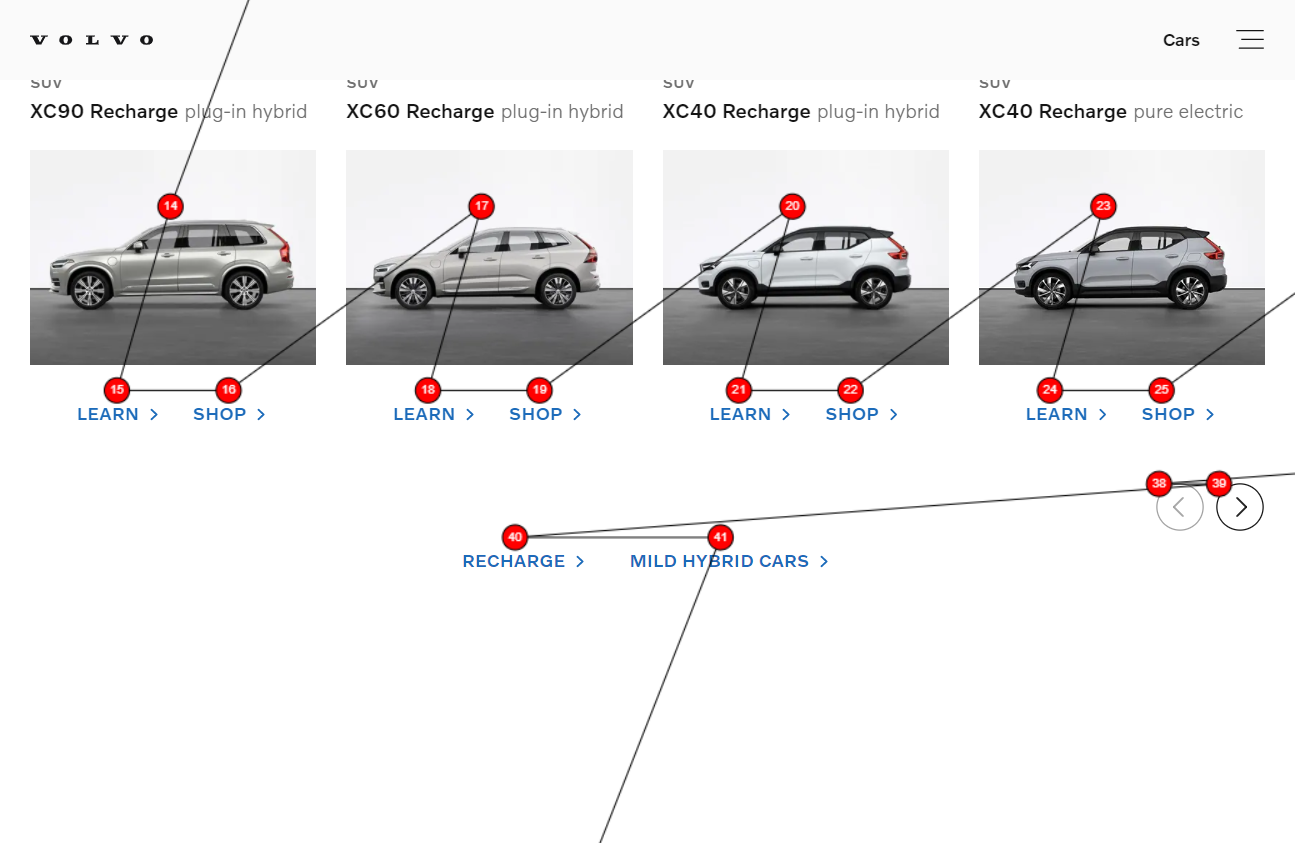 VOLVO
Cars
SUV SUV SUV SUV
XC90 Recharge plug-in hybrid XC60 Recharge plug-in hybrid XC40 Recharge plug-in hybrid XC40 Recharge pure electric
14 17 20 23
15 16 18 19 21 22 24 25
LEARN SHOP LEARN SHOP LEARN SHOP LEARN SHOP
38 39
40 41
RECHARGE MILD HYBRID CARS